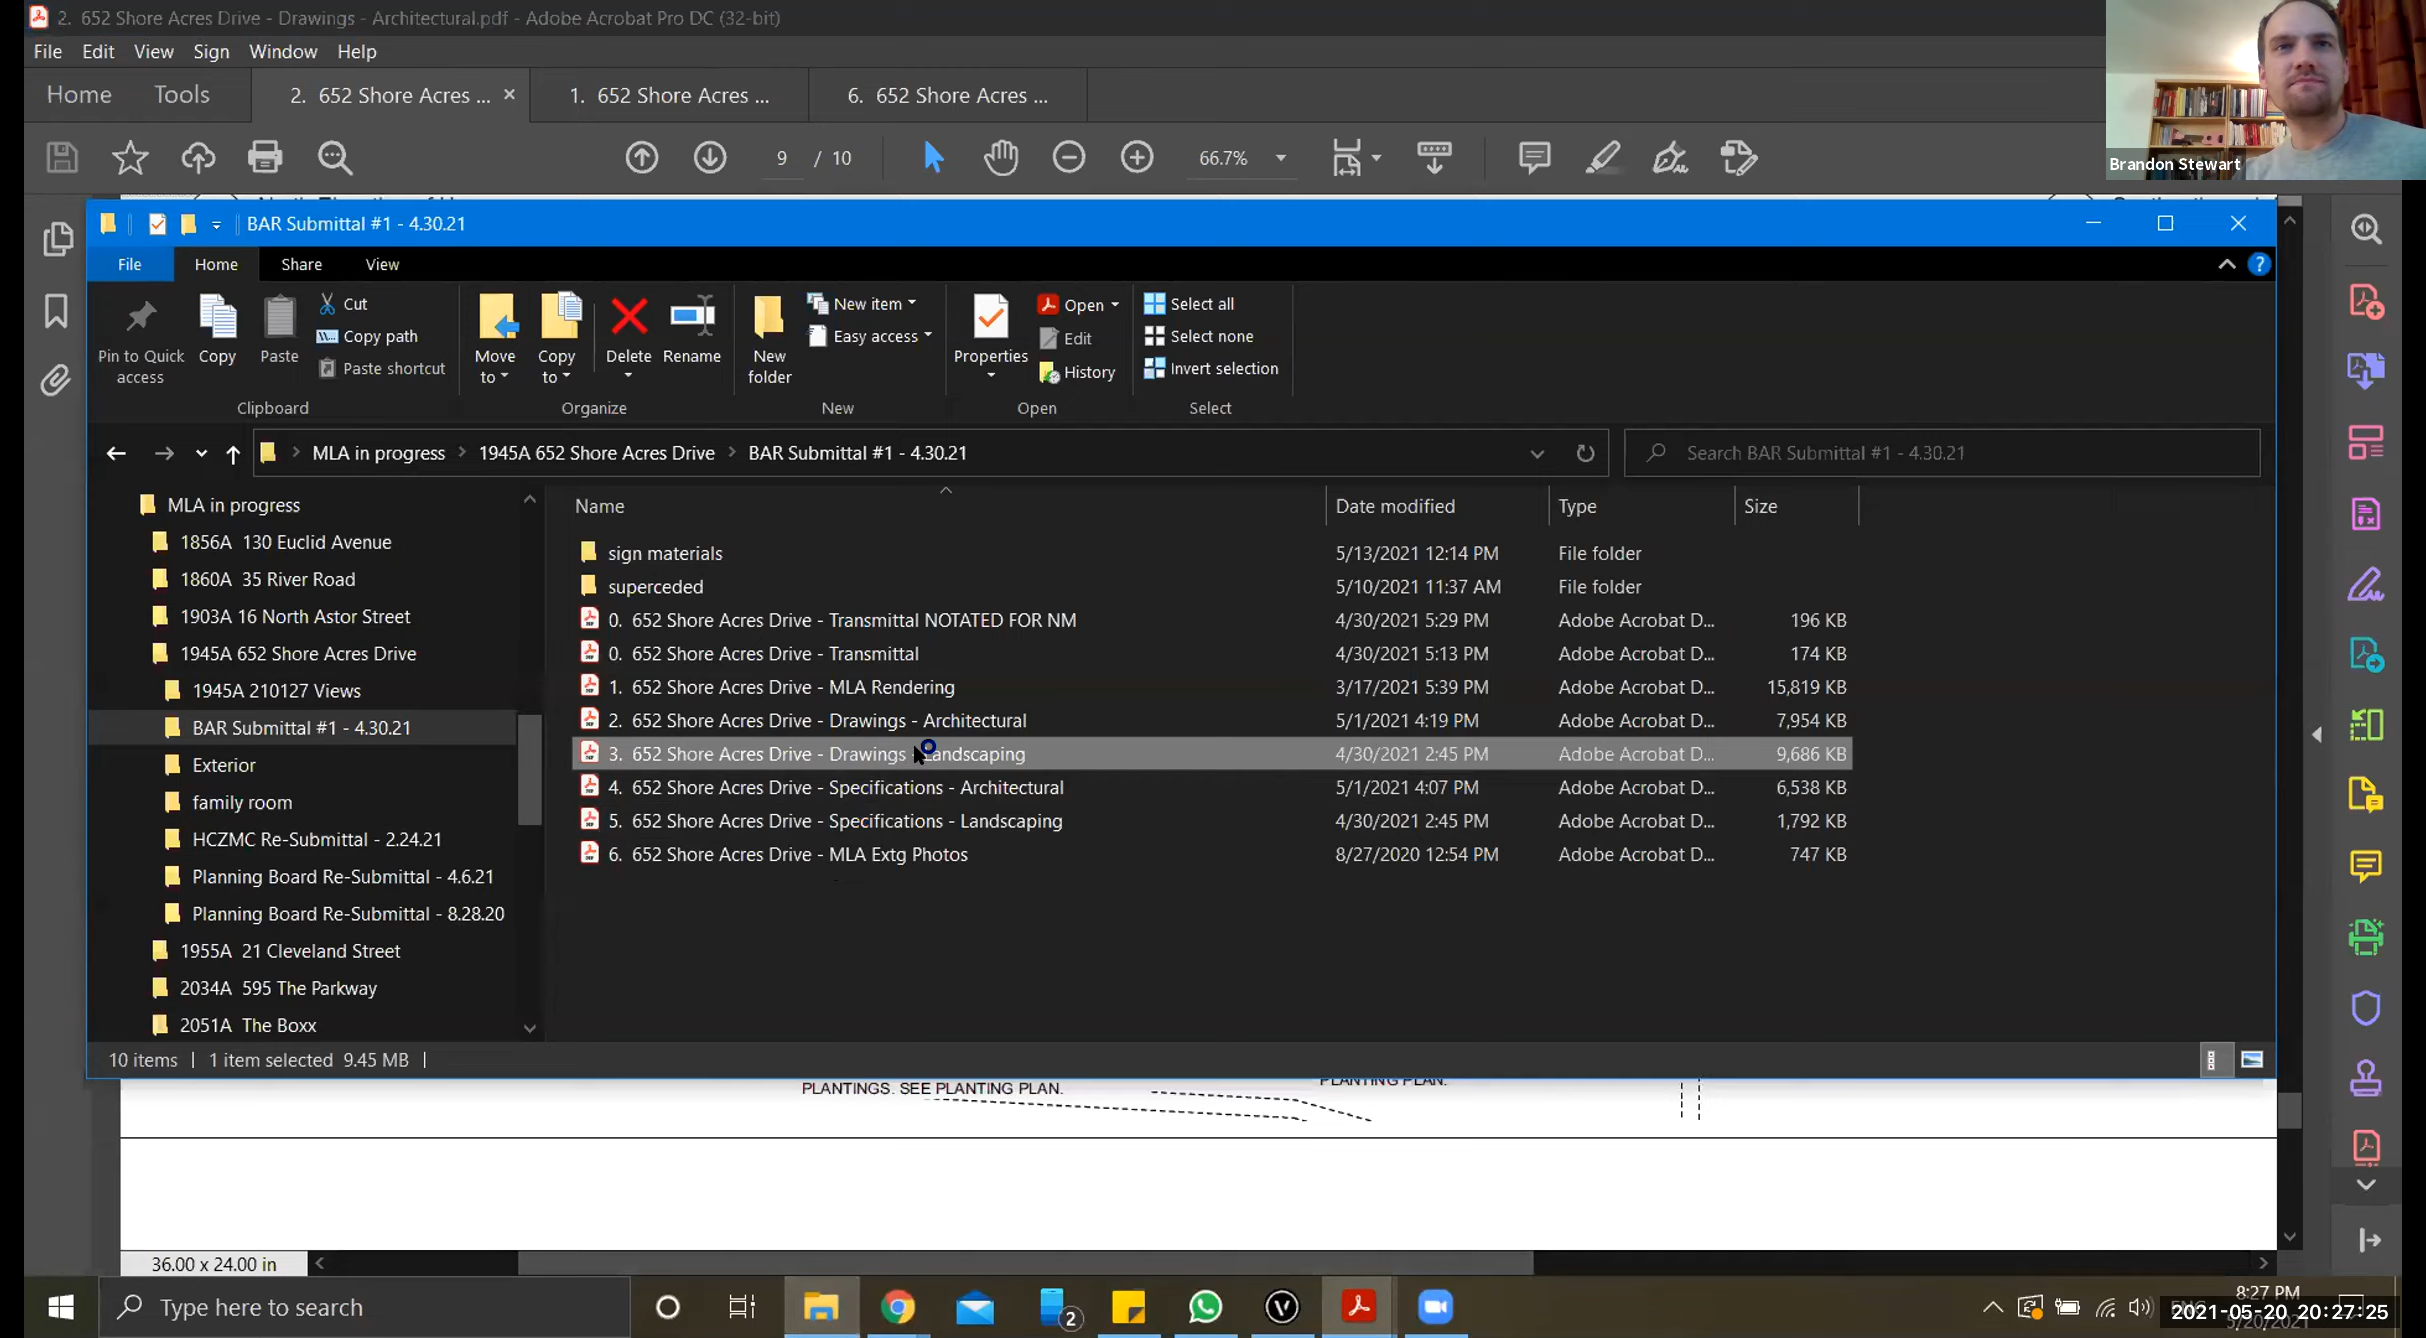 2. 652 Shore Acres Drive - Drawings - Architectural.pdf - Adobe Acrobat Pro DC (32-bit)
File Edit View Sign Window Help
Home Tools 2. 652 Shore Acres ... × 1. 652 Shore Acres ... 6. 652 Shore Acres ...
9 / 10 66.7%
Brandon Stewart
BAR Submittal #1 - 4.30.21
File Home Share View
Pin to Quick access
Copy
Paste
Cut
Copy path
Paste shortcut
Move to
Copy to
Delete
Rename
New folder
New item
Easy access
Properties
Open
Edit
History
Select all
Select none
Invert selection
Clipboard Organize New Open Select
MLA in progress > 1945A 652 Shore Acres Drive > BAR Submittal #1 - 4.30.21
Search BAR Submittal #1 - 4.30.21
MLA in progress
1856A 130 Euclid Avenue
1860A 35 River Road
1903A 16 North Astor Street
1945A 652 Shore Acres Drive
1945A 210127 Views
BAR Submittal #1 - 4.30.21
Exterior
family room
HCZMC Re-Submittal - 2.24.21
Planning Board Re-Submittal - 4.6.21
Planning Board Re-Submittal - 8.28.20
1955A 21 Cleveland Street
2034A 595 The Parkway
2051A The Boxx
Name Date modified Type Size
sign materials 5/13/2021 12:14 PM File folder
superceded 5/10/2021 11:37 AM File folder
0. 652 Shore Acres Drive - Transmittal NOTATED FOR NM 4/30/2021 5:29 PM Adobe Acrobat D... 196 KB
0. 652 Shore Acres Drive - Transmittal 4/30/2021 5:13 PM Adobe Acrobat D... 174 KB
1. 652 Shore Acres Drive - MLA Rendering 3/17/2021 5:39 PM Adobe Acrobat D... 15,819 KB
2. 652 Shore Acres Drive - Drawings - Architectural 5/1/2021 4:19 PM Adobe Acrobat D... 7,954 KB
3. 652 Shore Acres Drive - Drawings - Landscaping 4/30/2021 2:45 PM Adobe Acrobat D... 9,686 KB
4. 652 Shore Acres Drive - Specifications - Architectural 5/1/2021 4:07 PM Adobe Acrobat D... 6,538 KB
5. 652 Shore Acres Drive - Specifications - Landscaping 4/30/2021 2:45 PM Adobe Acrobat D... 1,792 KB
6. 652 Shore Acres Drive - MLA Extg Photos 8/27/2020 12:54 PM Adobe Acrobat D... 747 KB
10 items 1 item selected 9.45 MB
PLANTINGS. SEE PLANTING PLAN.
PLANTING PLAN.
36.00 x 24.00 in
Type here to search
2
8:27 PM
2021-05-20 20:27:25